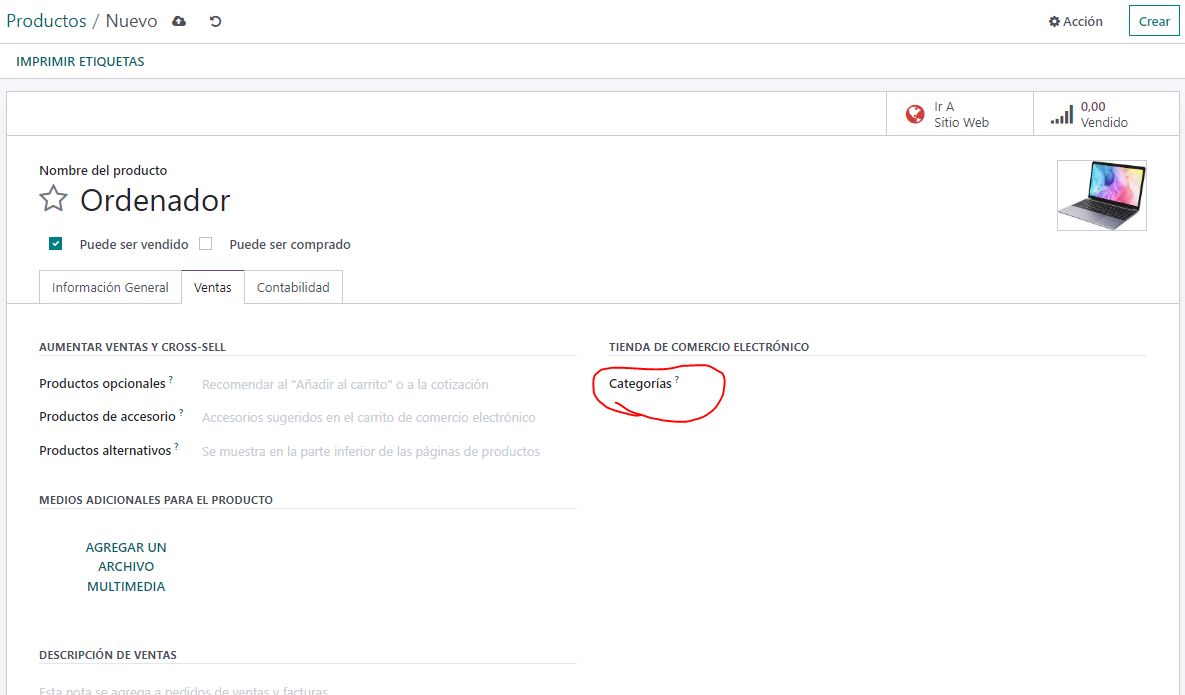 Productos / Nuevo
Acción
Crear
IMPRIMIR ETIQUETAS
Ir A
Sitio Web
0,00
Vendido
Nombre del producto
Ordenador
Puede ser vendido
Puede ser comprado
Información General
Ventas
Contabilidad
AUMENTAR VENTAS Y CROSS-SELL
Productos opcionales ?
Recomendar al "Añadir al carrito" o a la cotización
Productos de accesorio ?
Accesorios sugeridos en el carrito de comercio electrónico
Productos alternativos ?
Se muestra en la parte inferior de las páginas de productos
TIENDA DE COMERCIO ELECTRÓNICO
Categorías ?
MEDIOS ADICIONALES PARA EL PRODUCTO
AGREGAR UN
ARCHIVO
MULTIMEDIA
DESCRIPCIÓN DE VENTAS
Esta nota se agrega a pedidos de ventas y facturas.